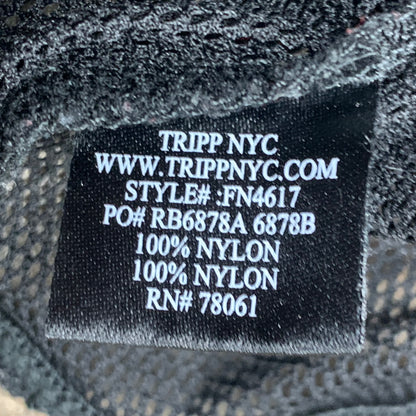 TRIPP NYC
WWW.TRIPPNYC.COM
STYLE# :FN4617
PO# RB6878A 6878B
100% NYLON
100% NYLON
RN# 78061